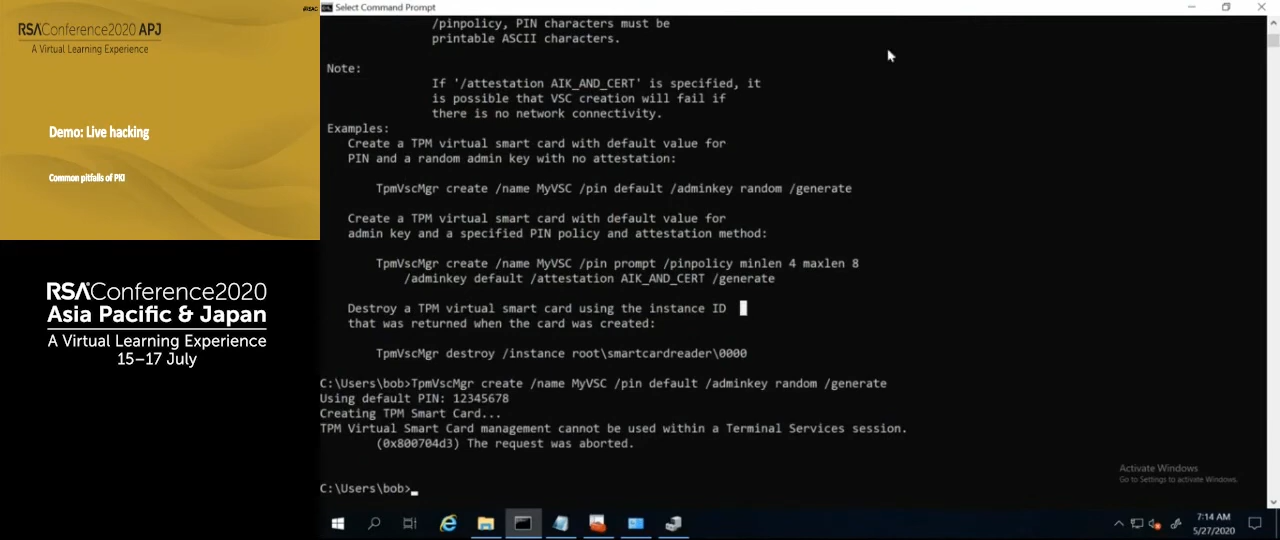 RSAConference2020 APJ
A Virtual Learning Experience
Demo: Live hacking
Common pitfalls of PKI
RSAConference2020
Asia Pacific & Japan
A Virtual Learning Experience
15–17 July
Select Command Prompt
/pinpolicy, PIN characters must be
printable ASCII characters.
Note:
If '/attestation AIK_AND_CERT' is specified, it
is possible that VSC creation will fail if
there is no network connectivity.
Examples:
Create a TPM virtual smart card with default value for
PIN and a random admin key with no attestation:
TpmVscMgr create /name MyVSC /pin default /adminkey random /generate
Create a TPM virtual smart card with default value for
admin key and a specified PIN policy and attestation method:
TpmVscMgr create /name MyVSC /pin prompt /pinpolicy minlen 4 maxlen 8
/adminkey default /attestation AIK_AND_CERT /generate
Destroy a TPM virtual smart card using the instance ID
that was returned when the card was created:
TpmVscMgr destroy /instance root\smartcardreader\0000
C:\Users\bob>TpmVscMgr create /name MyVSC /pin default /adminkey random /generate
Using default PIN: 12345678
Creating TPM Smart Card...
TPM Virtual Smart Card management cannot be used within a Terminal Services session.
(0x800704d3) The request was aborted.
C:\Users\bob>
Activate Windows
Go to Settings to activate Windows.
7:14 AM
5/27/2020